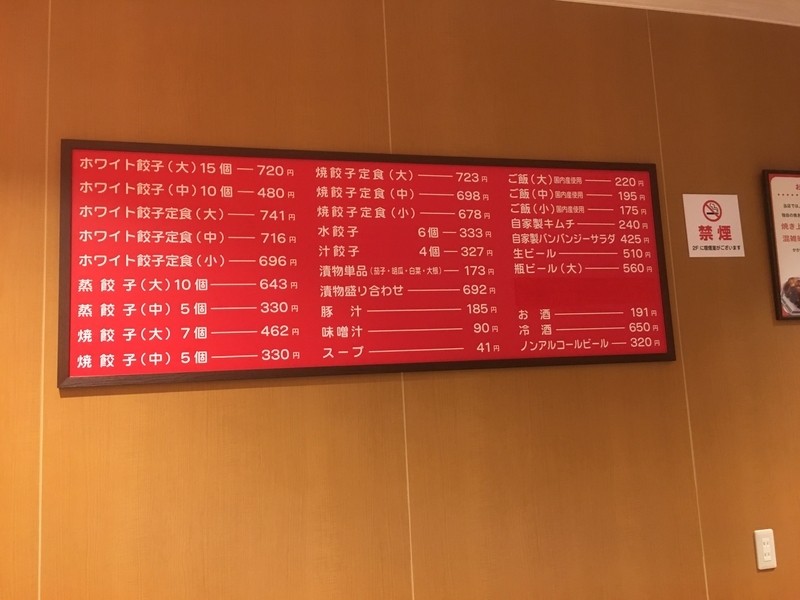 ホワイト餃子(大)15個 ― 720円
ホワイト餃子(中)10個 ― 480円
ホワイト餃子定食(大) ― 741円
ホワイト餃子定食(中) ― 716円
ホワイト餃子定食(小) ― 696円
蒸餃子(大)10個 ― 643円
蒸餃子(中)5個 ― 330円
焼餃子(大)7個 ― 462円
焼餃子(中)5個 ― 330円
焼餃子定食(大) ― 723円
焼餃子定食(中) ― 698円
焼餃子定食(小) ― 678円
水餃子 6個 ― 333円
汁餃子 4個 ― 327円
漬物単品(茄子・胡瓜・白菜・大根) ― 173円
漬物盛り合わせ ― 692円
豚汁 ― 185円
味噌汁 ― 90円
スープ ― 41円
ご飯(大)国内産使用 ― 220円
ご飯(中)国内産使用 ― 195円
ご飯(小)国内産使用 ― 175円
自家製キムチ ― 240円
自家製バンバンジーサラダ 425円
生ビール ― 510円
瓶ビール(大) ― 560円
お酒 ― 191円
冷酒 ― 650円
ノンアルコールビール ― 320円
禁煙
2Fに喫煙室がございます